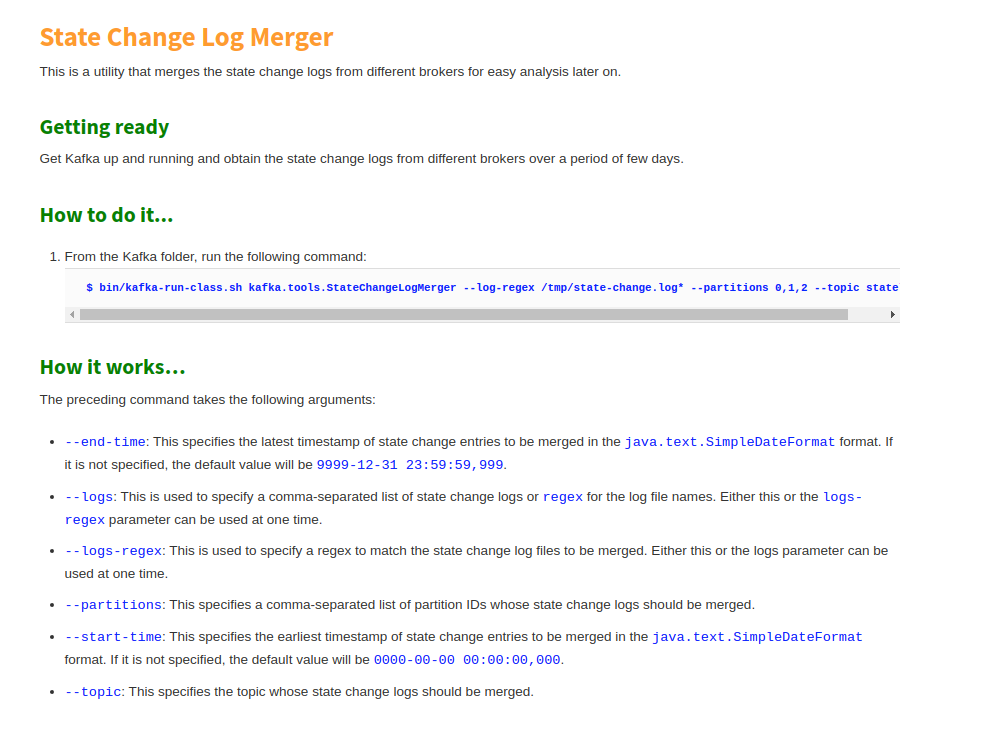 State Change Log Merger
This is a utility that merges the state change logs from different brokers for easy analysis later on.
Getting ready
Get Kafka up and running and obtain the state change logs from different brokers over a period of few days.
How to do it...
1. From the Kafka folder, run the following command:
$ bin/kafka-run-class.sh kafka.tools.StateChangeLogMerger --log-regex /tmp/state-change.log* --partitions 0,1,2 --topic state
How it works...
The preceding command takes the following arguments:
• --end-time: This specifies the latest timestamp of state change entries to be merged in the java.text.SimpleDateFormat format. If
it is not specified, the default value will be 9999-12-31 23:59:59,999.
• --logs: This is used to specify a comma-separated list of state change logs or regex for the log file names. Either this or the logs-
regex parameter can be used at one time.
• --logs-regex: This is used to specify a regex to match the state change log files to be merged. Either this or the logs parameter can be
used at one time.
• --partitions: This specifies a comma-separated list of partition IDs whose state change logs should be merged.
• --start-time: This specifies the earliest timestamp of state change entries to be merged in the java.text.SimpleDateFormat
format. If it is not specified, the default value will be 0000-00-00 00:00:00,000.
• --topic: This specifies the topic whose state change logs should be merged.